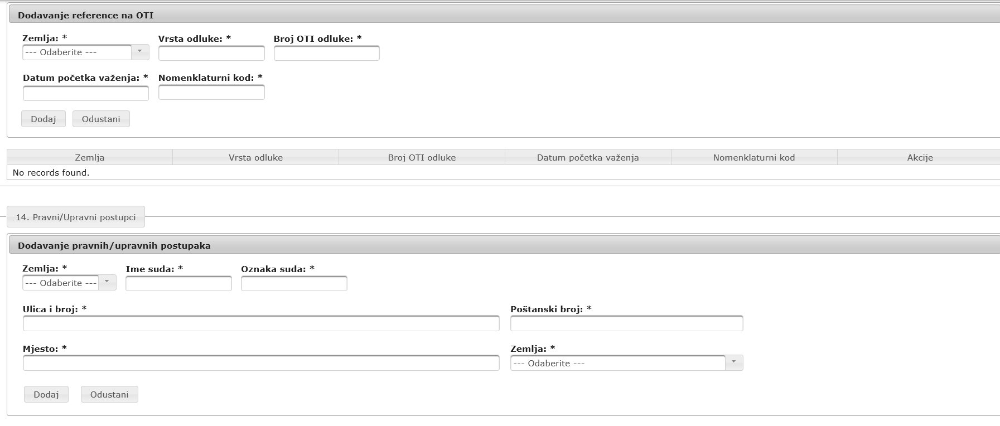 Dodavanje reference na OTI
Zemlja: * Vrsta odluke: * Broj OTI odluke: *
--- Odaberite ---
Datum početka važenja: * Nomenklaturni kod: *
Dodaj Odustani
Zemlja Vrsta odluke Broj OTI odluke Datum početka važenja Nomenklaturni kod Akcije
No records found.
14. Pravni/Upravni postupci
Dodavanje pravnih/upravnih postupaka
Zemlja: * Ime suda: * Oznaka suda: *
--- Odaberite ---
Ulica i broj: * Poštanski broj: *
Mjesto: * Zemlja: *
--- Odaberite ---
Dodaj Odustani